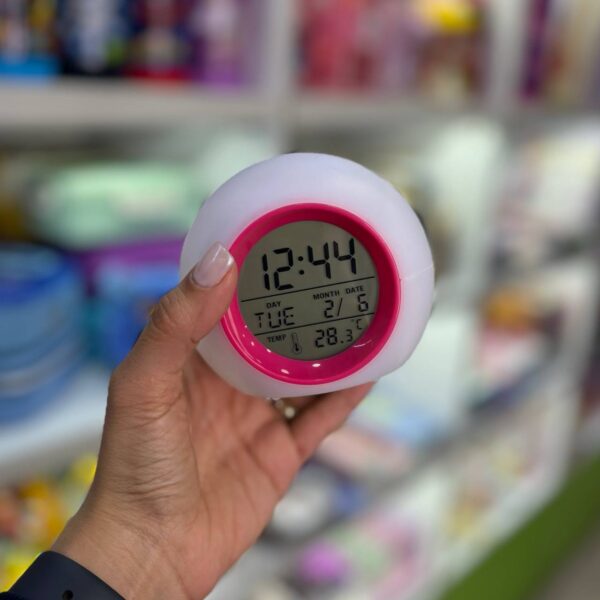 12:44
DAY MONTH DATE
TUE 2/ 6
TEMP 28.3 °C